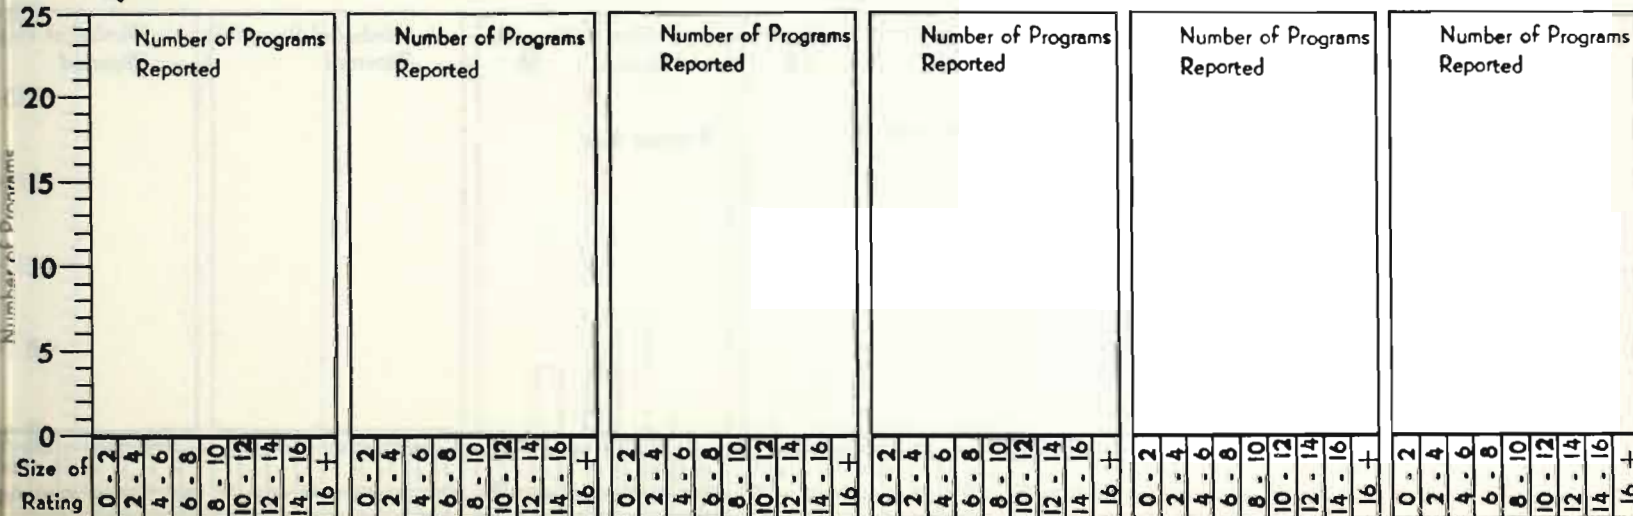 25
Number of Programs Number of Programs Number of Programs Number of Programs Number of Programs Number of Programs
Reported Reported Reported Reported Reported Reported
20
15
Number of Programs
10
5
0
Size of Rating 0 - 2 2 - 4 4 - 6 6 - 8 8 - 10 10 - 12 12 - 14 14 - 16 16 +
0 - 2 2 - 4 4 - 6 6 - 8 8 - 10 10 - 12 12 - 14 14 - 16 16 +
0 - 2 2 - 4 4 - 6 6 - 8 8 - 10 10 - 12 12 - 14 14 - 16 16 +
0 - 2 2 - 4 4 - 6 6 - 8 8 - 10 10 - 12 12 - 14 14 - 16 16 +
0 - 2 2 - 4 4 - 6 6 - 8 8 - 10 10 - 12 12 - 14 14 - 16 16 +
0 - 2 2 - 4 4 - 6 6 - 8 8 - 10 10 - 12 12 - 14 14 - 16 16 +